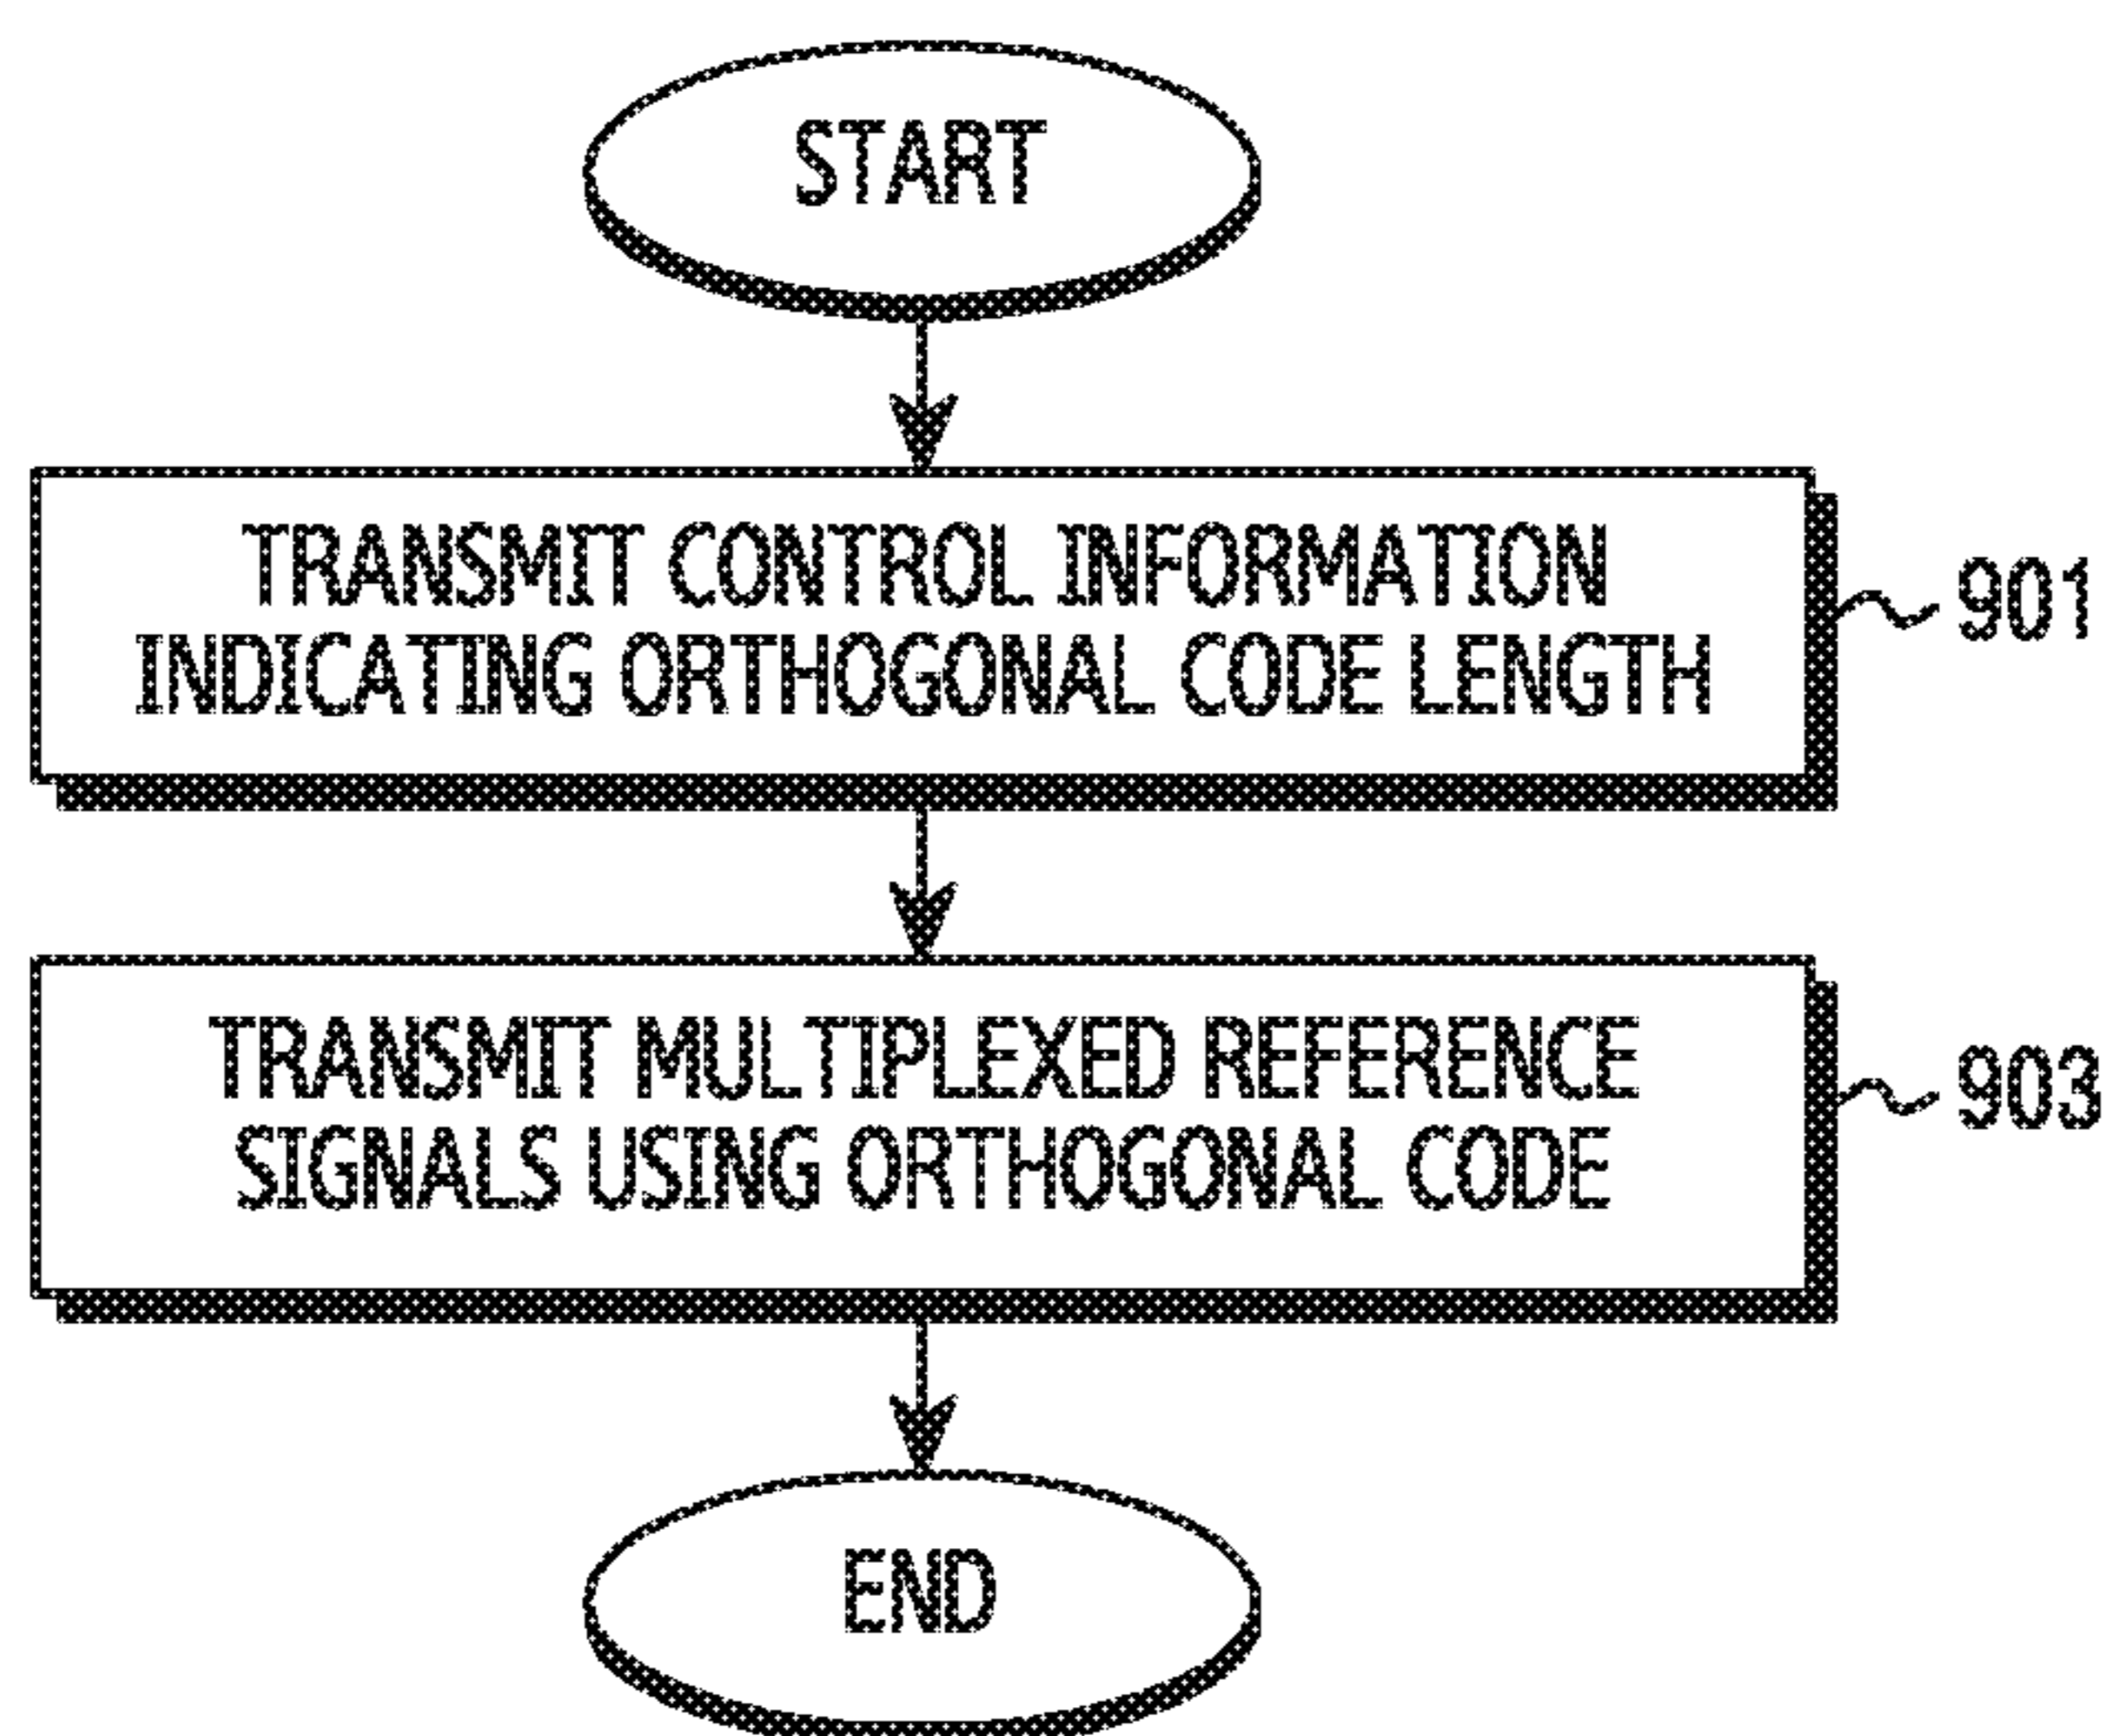 START
TRANSMIT CONTROL INFORMATION
INDICATING ORTHOGONAL CODE LENGTH
901
TRANSMIT MULTIPLEXED REFERENCE
SIGNALS USING ORTHOGONAL CODE
903
END